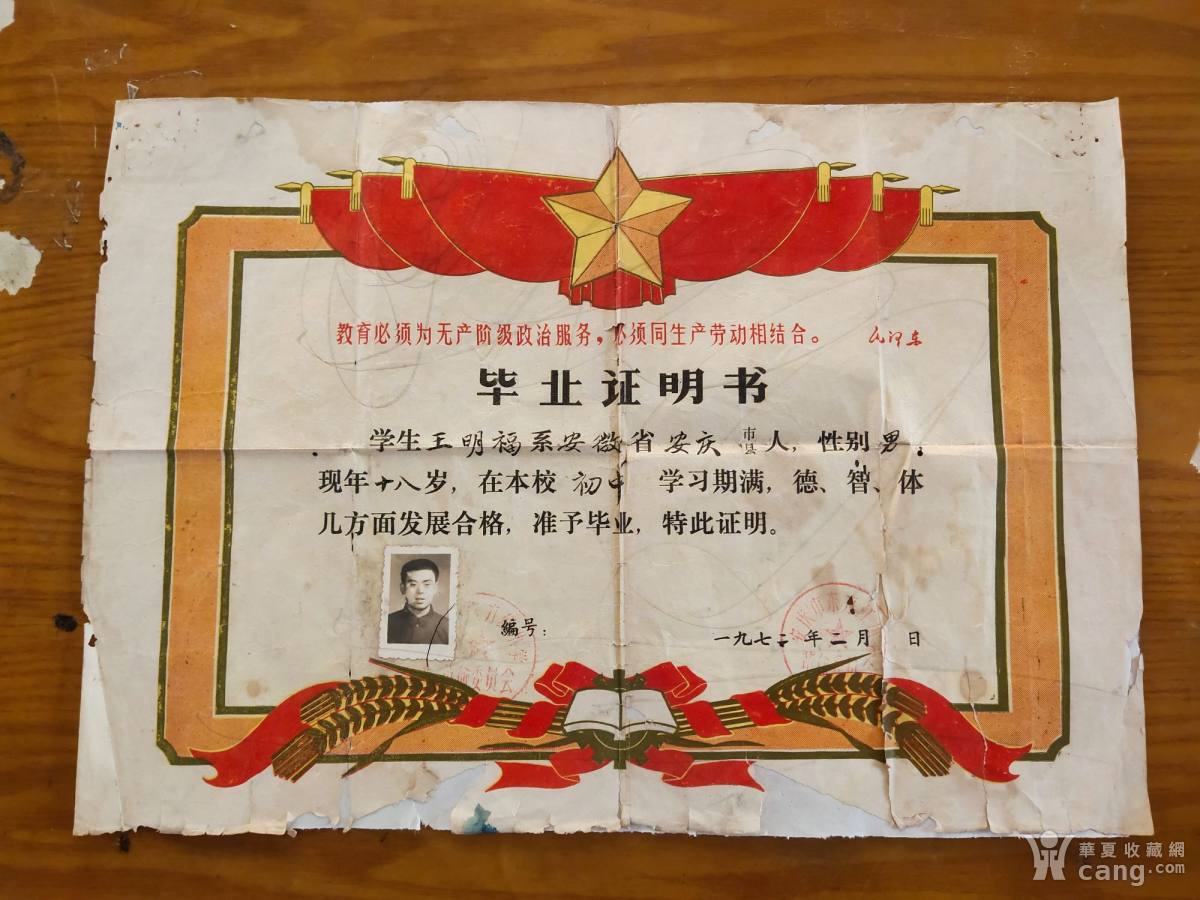 教育必须为无产阶级政治服务，必须同生产劳动相结合。 毛泽东
毕业证明书
学生王明福系安徽省安庆市县人，性别男，
现年十八岁，在本校初中 学习期满，德、智、体
几方面发展合格，准予毕业，特此证明。
编号：
一九七二年二月 日
委员会
華夏收藏網
cang.com